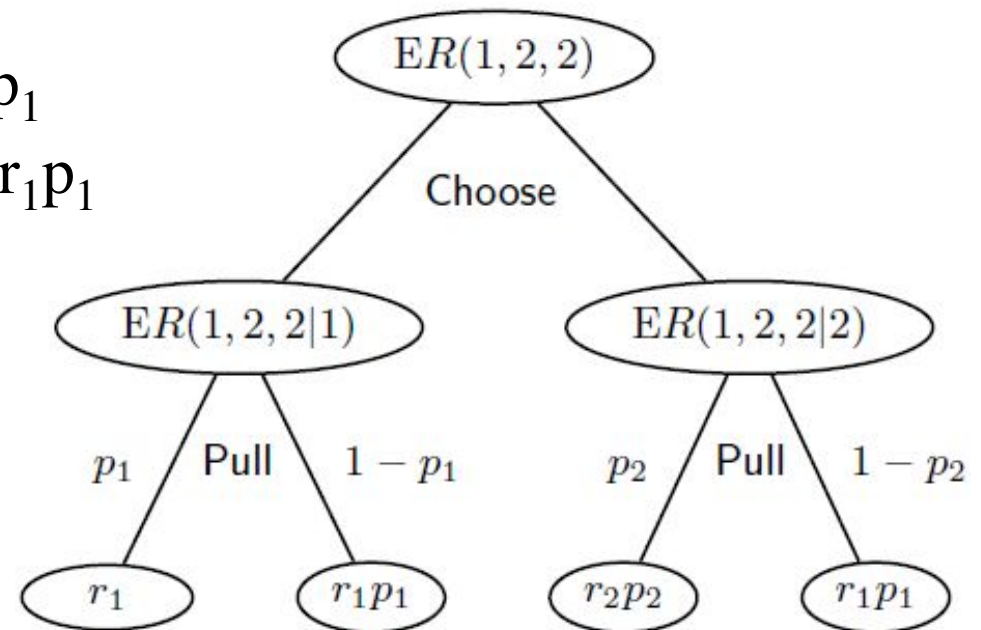 ER(1, 2, 2)
p₁
r₁p₁
Choose
ER(1, 2, 2|1) ER(1, 2, 2|2)
p₁ Pull 1 − p₁ p₂ Pull 1 − p₂
r₁ r₁p₁ r₂p₂ r₁p₁